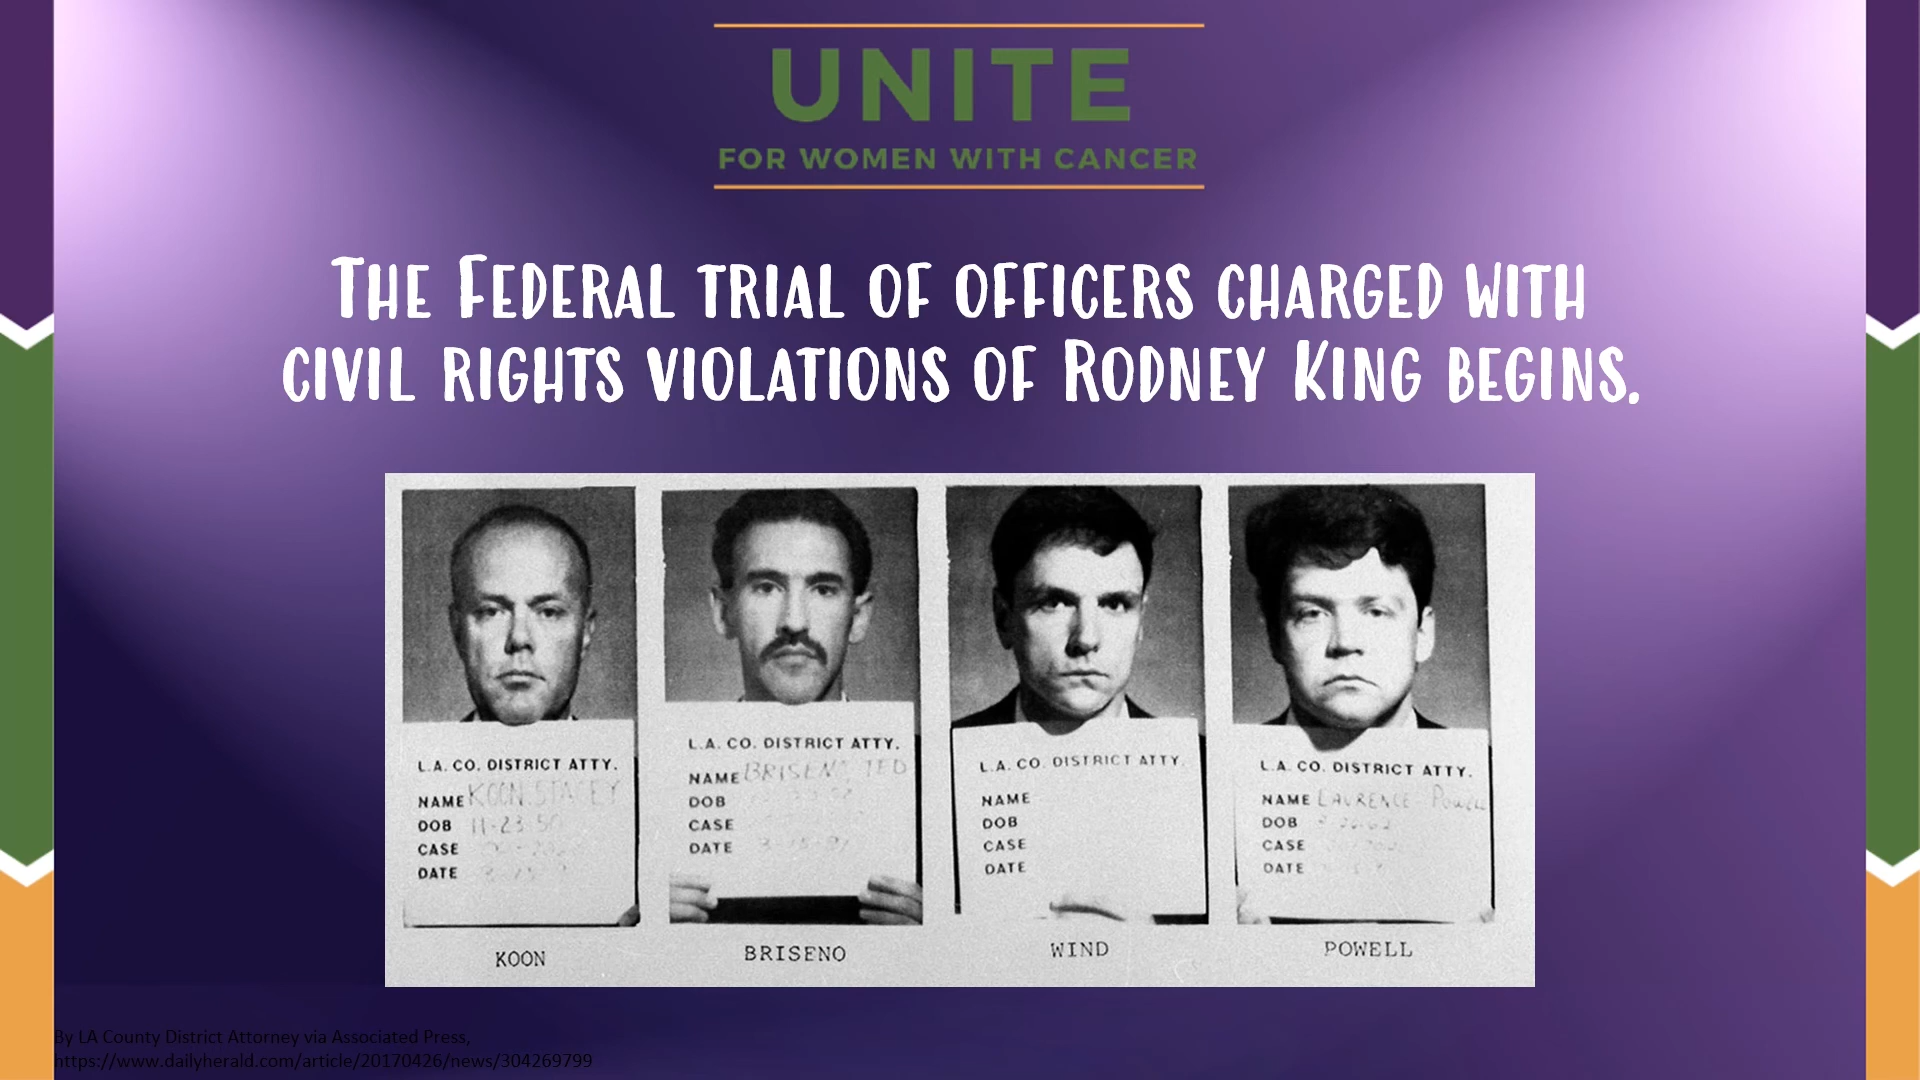 UNITE
FOR WOMEN WITH CANCER
The Federal trial of officers charged with
civil rights violations of Rodney King begins.
L.A. CO. DISTRICT ATTY.
NAME KOON, STACEY
DOB 11-23-50
CASE
DATE
KOON
L.A. CO. DISTRICT ATTY.
NAME BRISENO, TED
DOB
CASE
DATE
BRISENO
L.A. CO. DISTRICT ATTY.
NAME
DOB
CASE
DATE
WIND
L.A. CO. DISTRICT ATTY.
NAME LAURENCE Powell
DOB
CASE
DATE
POWELL
By LA County District Attorney via Associated Press,
https://www.dailyherald.com/article/20170426/news/304269799